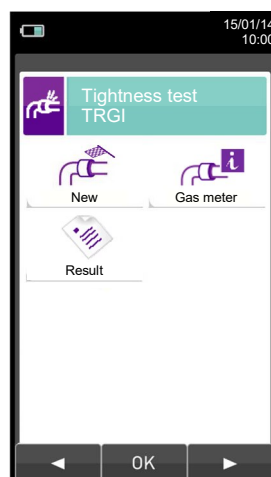 15/01/14
10:00
Tightness test
TRGI
New
Gas meter
i
Result
◄ OK ►